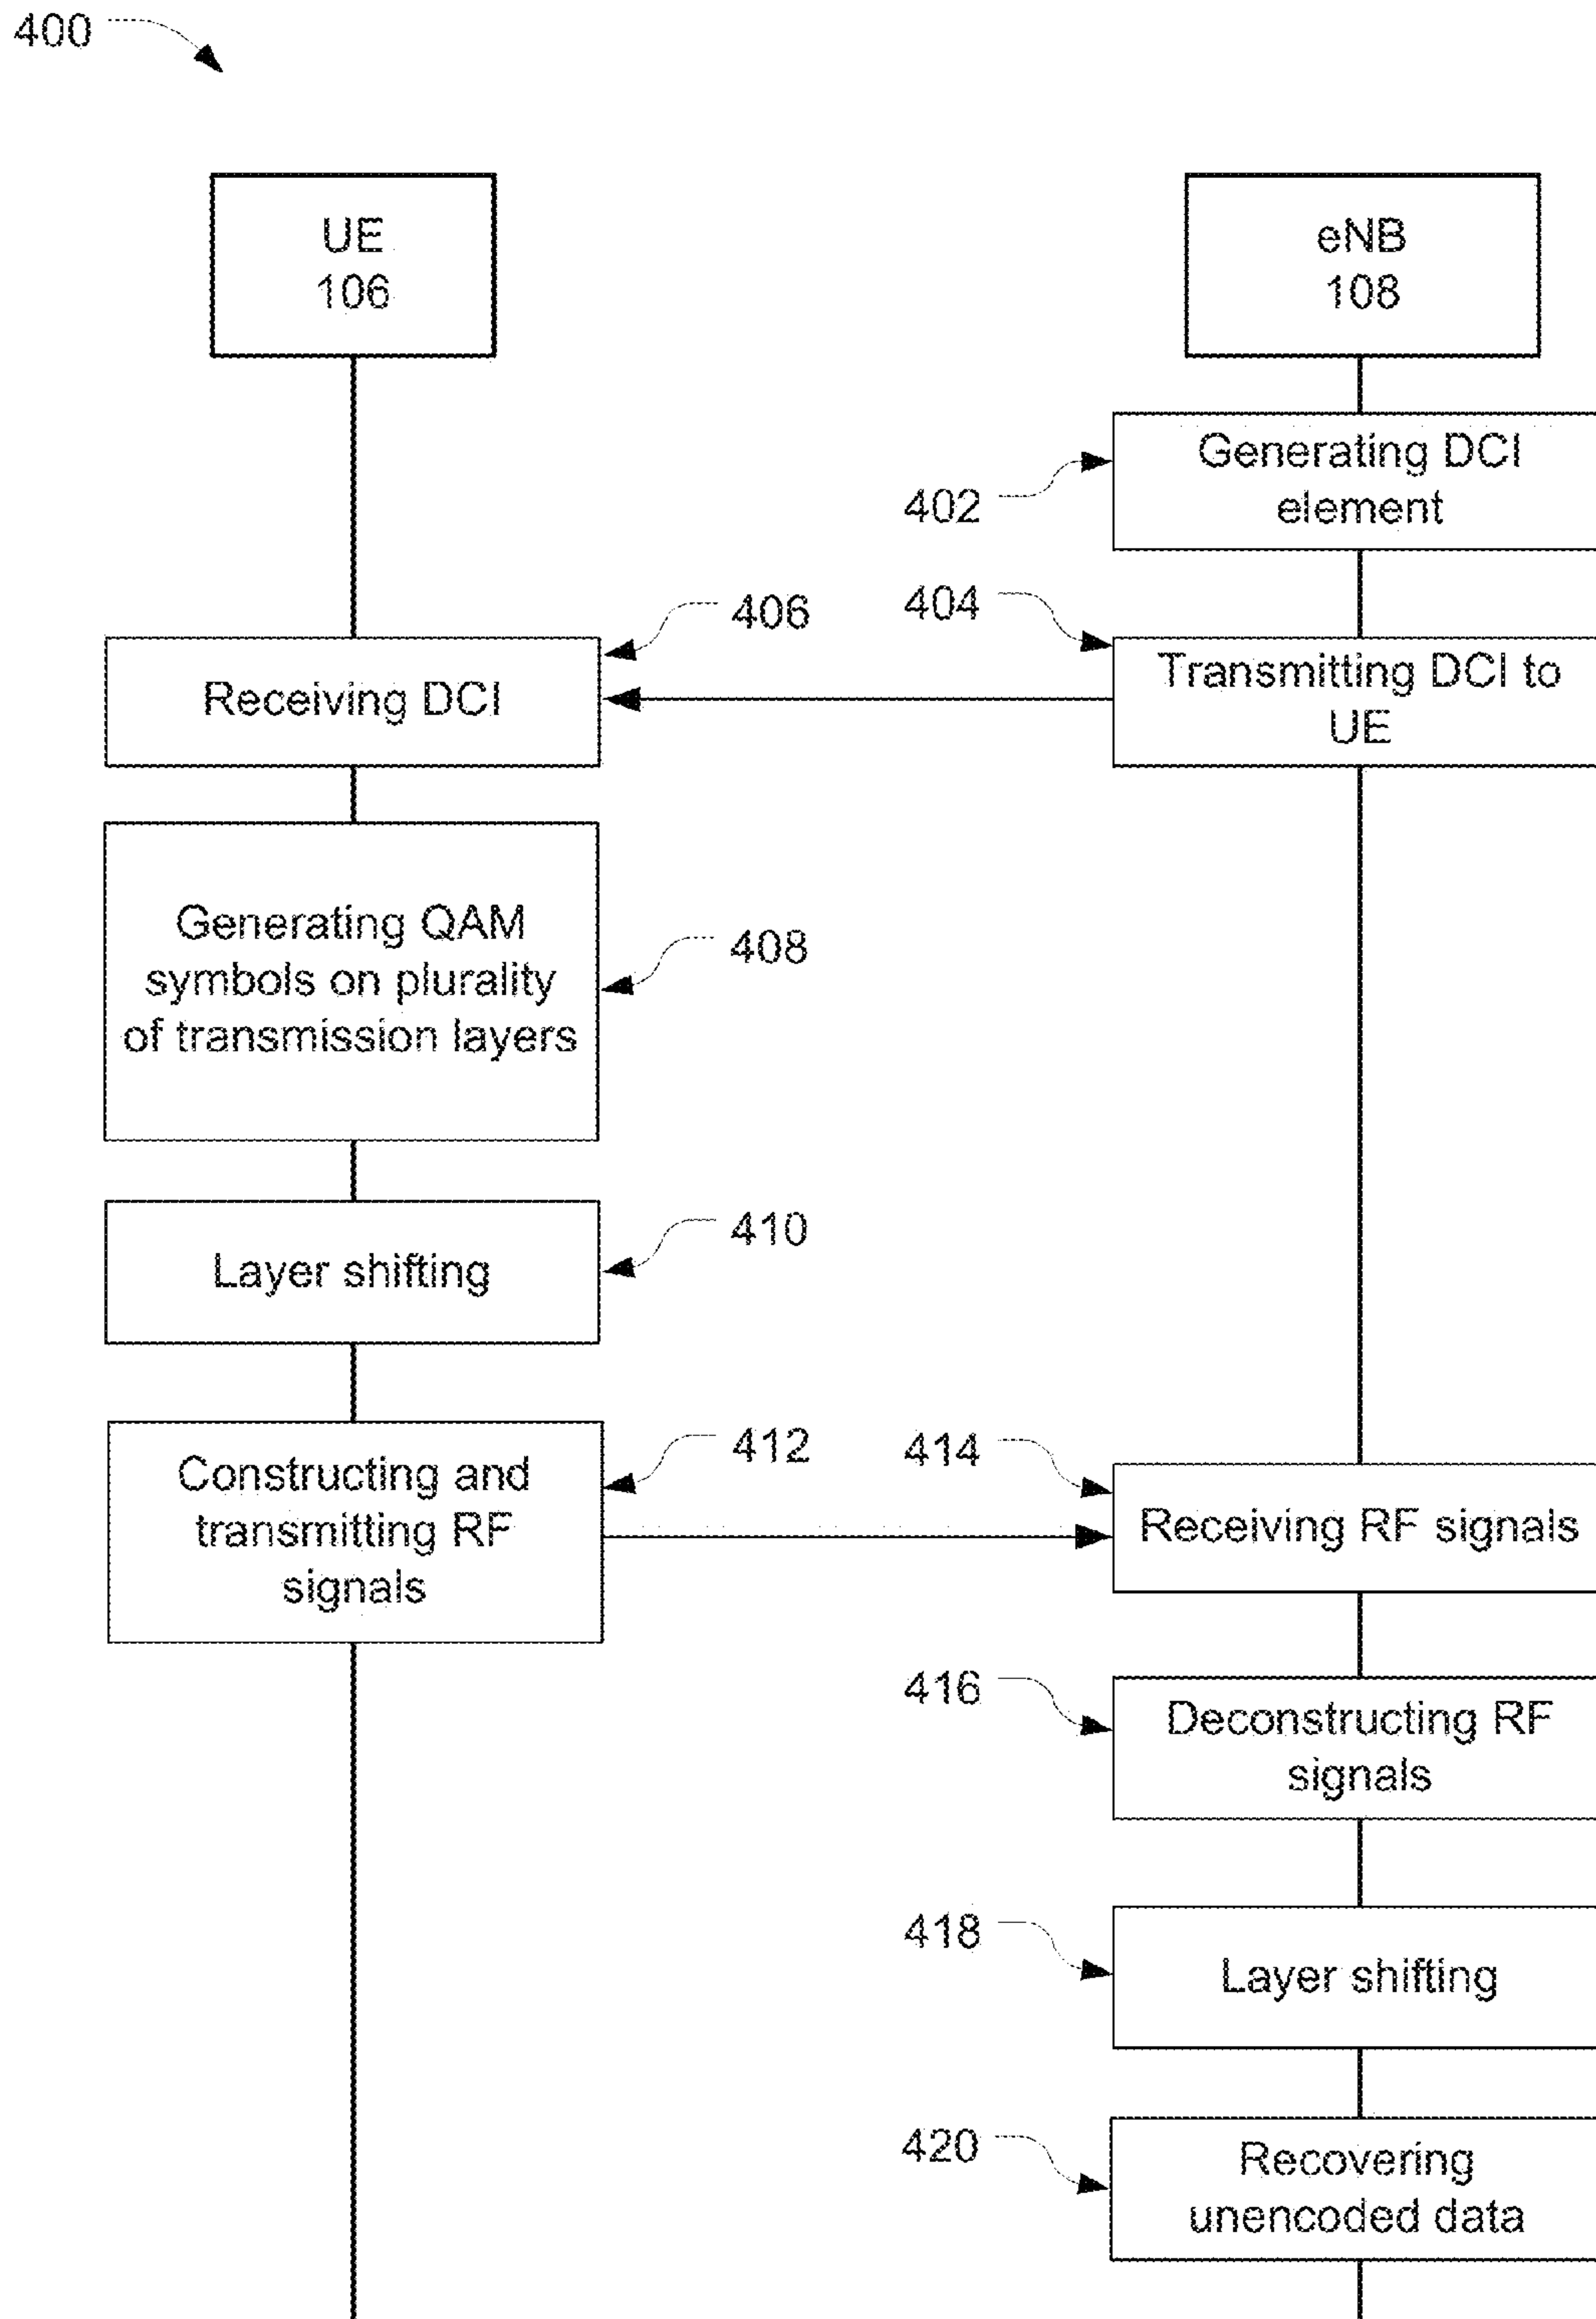 400
UE
106
eNB
108
402
Generating DCI
element
406
404
Receiving DCI
Transmitting DCI to
UE
Generating QAM
symbols on plurality
of transmission layers
408
410
Layer shifting
412
414
Constructing and
transmitting RF
signals
Receiving RF signals
416
Deconstructing RF
signals
418
Layer shifting
420
Recovering
unencoded data